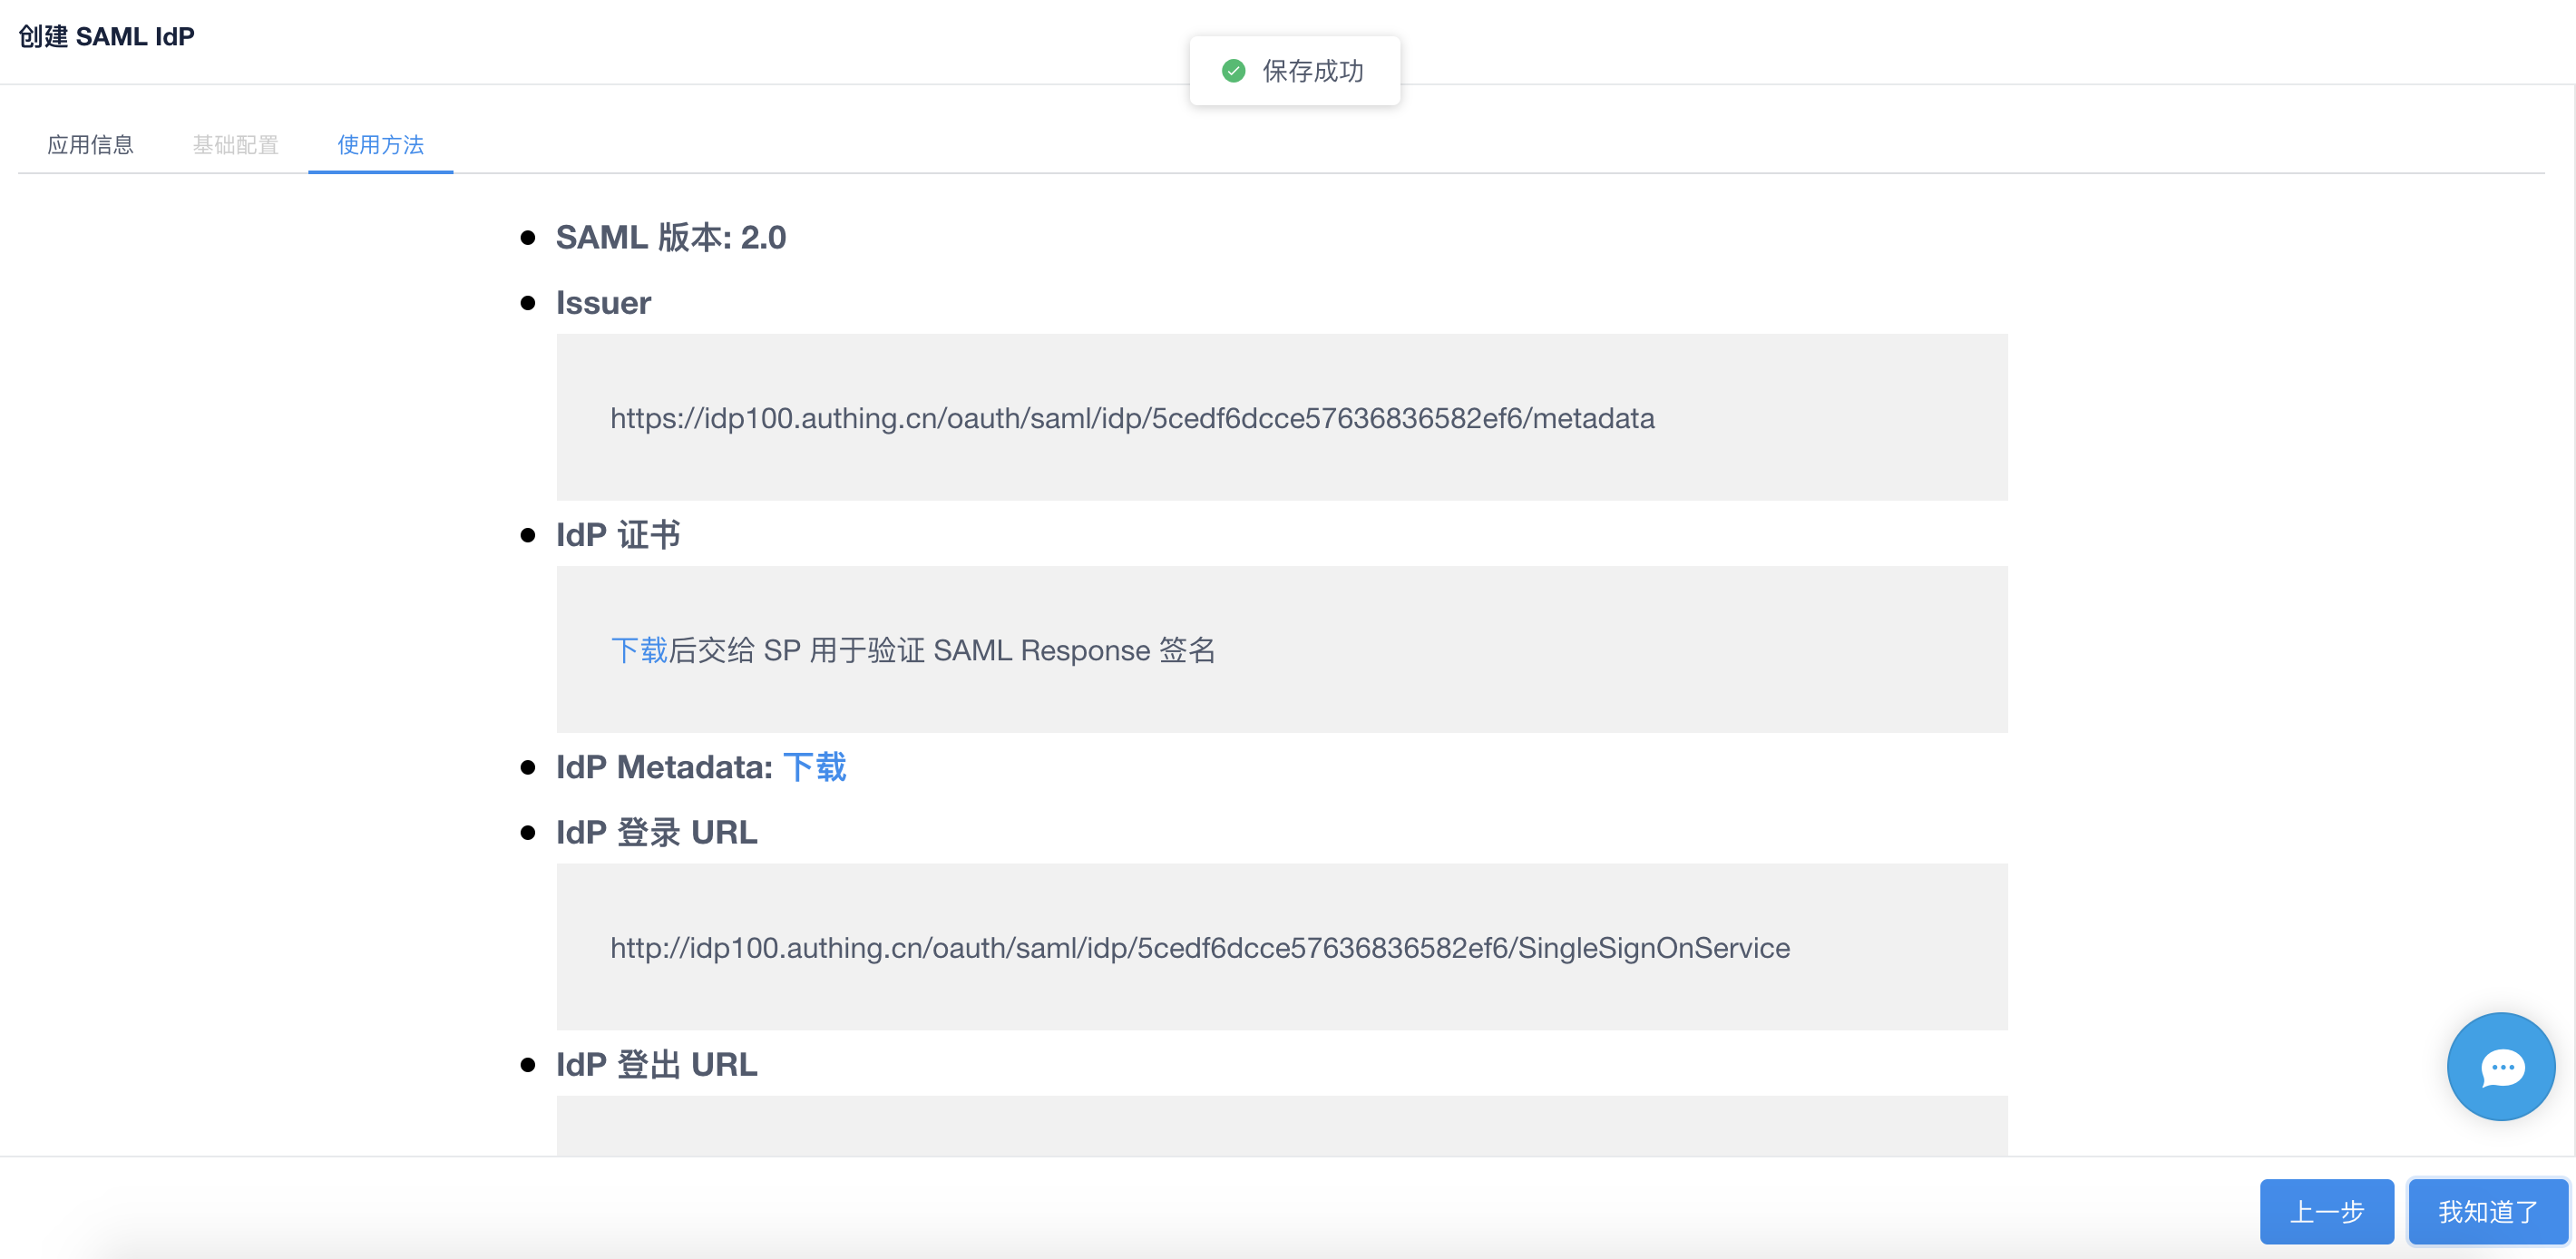 创建 SAML IdP
保存成功
应用信息 基础配置 使用方法
SAML 版本: 2.0
Issuer
https://idp100.authing.cn/oauth/saml/idp/5cedf6dcce57636836582ef6/metadata
IdP 证书
下载后交给 SP 用于验证 SAML Response 签名
IdP Metadata: 下载
IdP 登录 URL
http://idp100.authing.cn/oauth/saml/idp/5cedf6dcce57636836582ef6/SingleSignOnService
IdP 登出 URL
上一步 我知道了